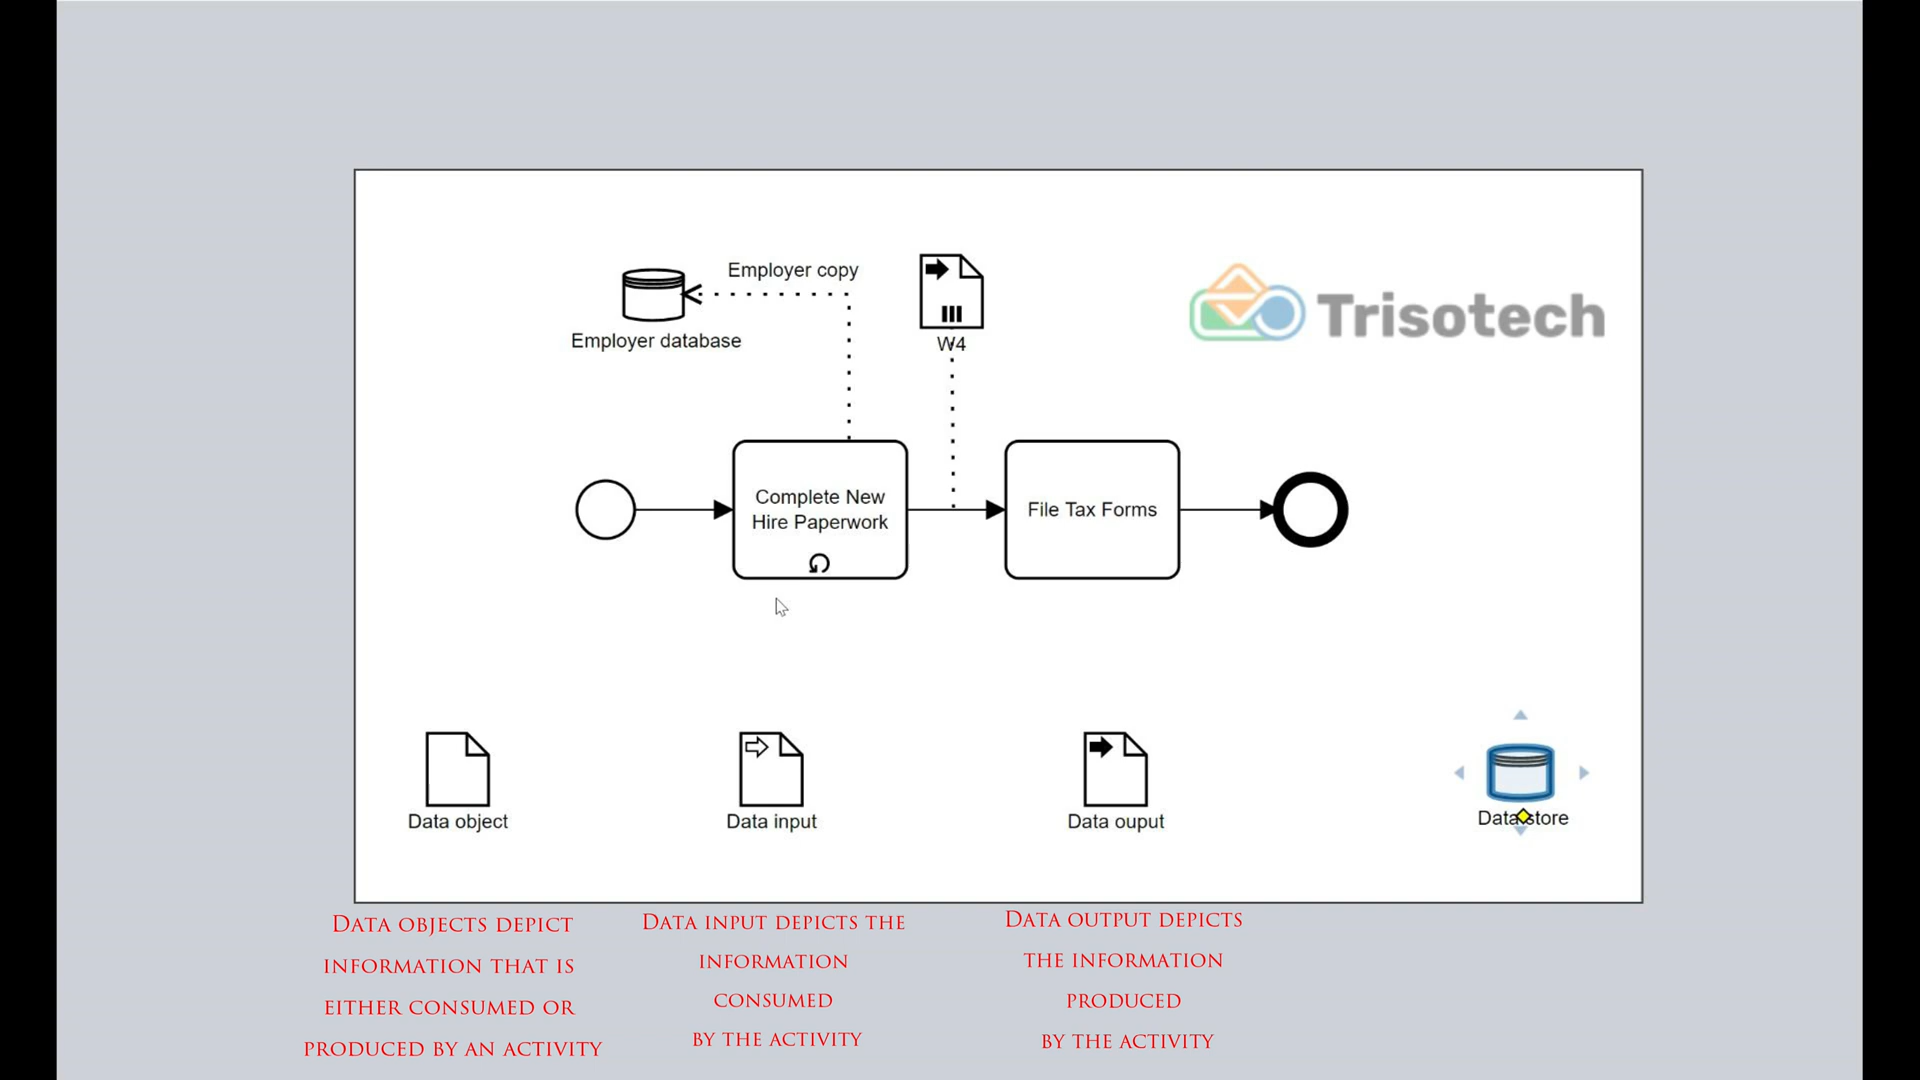 Employer copy
Employer database
W4
Trisotech
Complete New
Hire Paperwork
File Tax Forms
Data object
Data input
Data ouput
Data store
Data objects depict
information that is
either consumed or
produced by an activity
Data input depicts the
information
consumed
by the activity
Data output depicts
the information
produced
by the activity